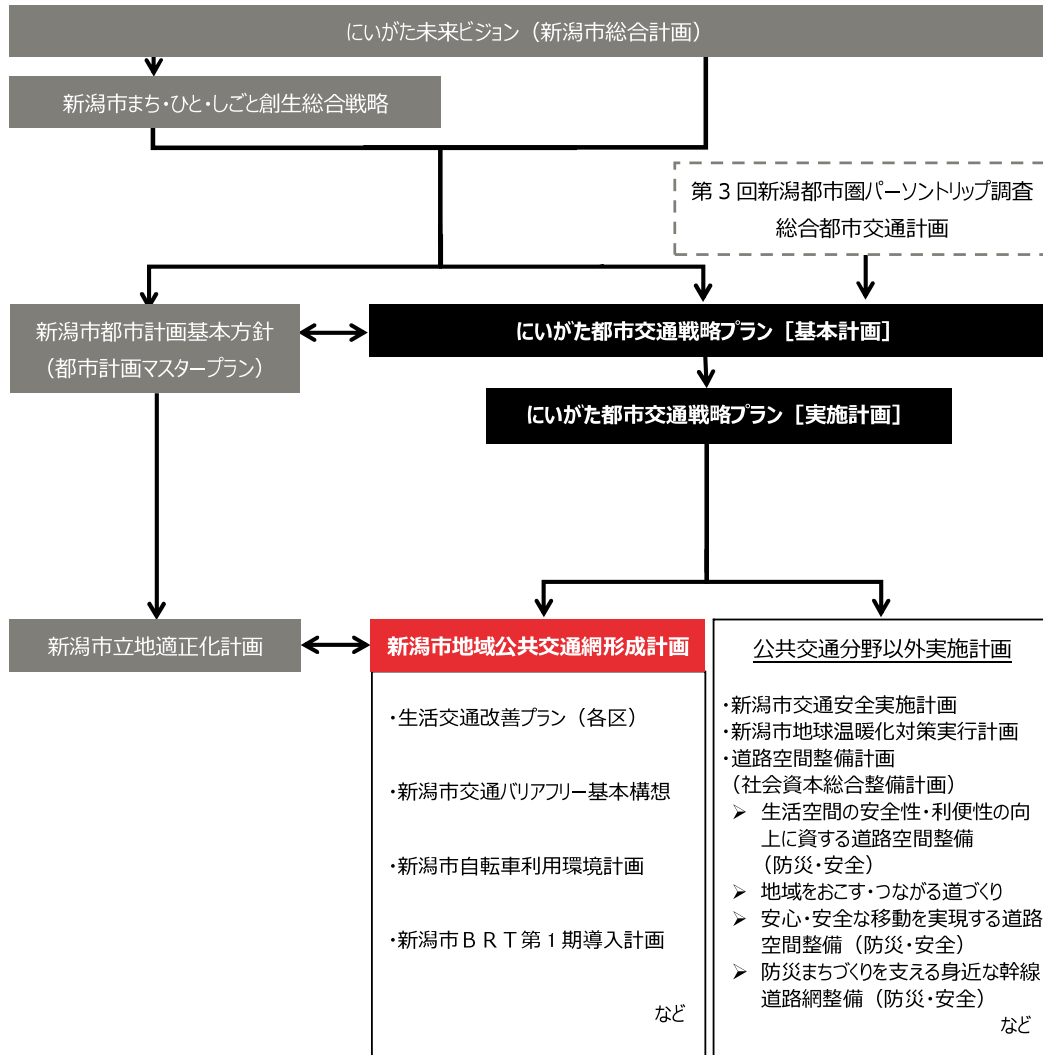 にいがた未来ビジョン（新潟市総合計画）
新潟市まち・ひと・しごと創生総合戦略
第３回新潟都市圏パーソントリップ調査
総合都市交通計画
新潟市都市計画基本方針
（都市計画マスタープラン）
にいがた都市交通戦略プラン［基本計画］
にいがた都市交通戦略プラン［実施計画］
新潟市立地適正化計画
新潟市地域公共交通網形成計画
・生活交通改善プラン（各区）
・新潟市交通バリアフリー基本構想
・新潟市自転車利用環境計画
・新潟市ＢＲＴ第１期導入計画
など
公共交通分野以外実施計画
・新潟市交通安全実施計画
・新潟市地球温暖化対策実行計画
・道路空間整備計画
（社会資本総合整備計画）
➢ 生活空間の安全性・利便性の向
上に資する道路空間整備
（防災・安全）
➢ 地域をおこす・つながる道づくり
➢ 安心・安全な移動を実現する道路
空間整備（防災・安全）
➢ 防災まちづくりを支える身近な幹線
道路網整備（防災・安全）
など